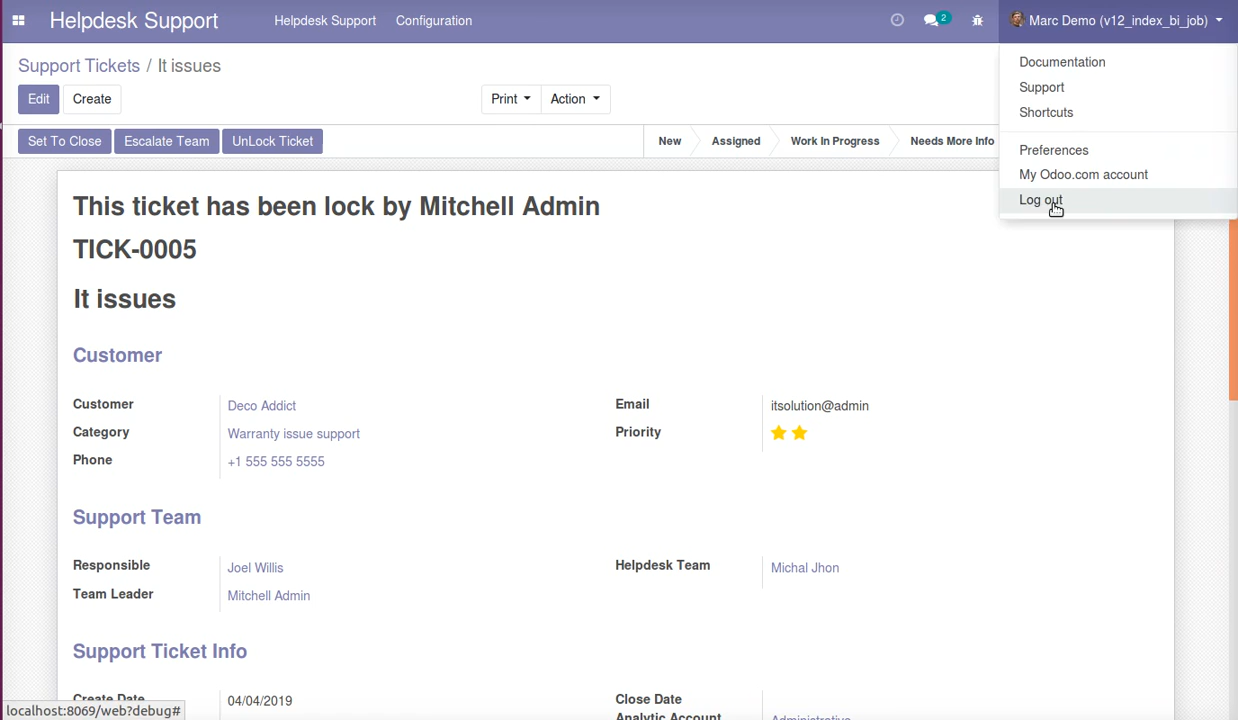 Helpdesk Support Helpdesk Support Configuration 2 Marc Demo (v12_index_bi_job)
Documentation
Support
Shortcuts
Preferences
My Odoo.com account
Log out
Support Tickets / It issues
Edit Create Print Action
Set To Close Escalate Team UnLock Ticket New Assigned Work In Progress Needs More Info
This ticket has been lock by Mitchell Admin
TICK-0005
It issues
Customer
Customer Deco Addict Email itsolution@admin
Category Warranty issue support Priority
Phone +1 555 555 5555
Support Team
Responsible Joel Willis Helpdesk Team Michal Jhon
Team Leader Mitchell Admin
Support Ticket Info
Create Date 04/04/2019 Close Date
Analytic Account Administrative
localhost:8069/web?debug#